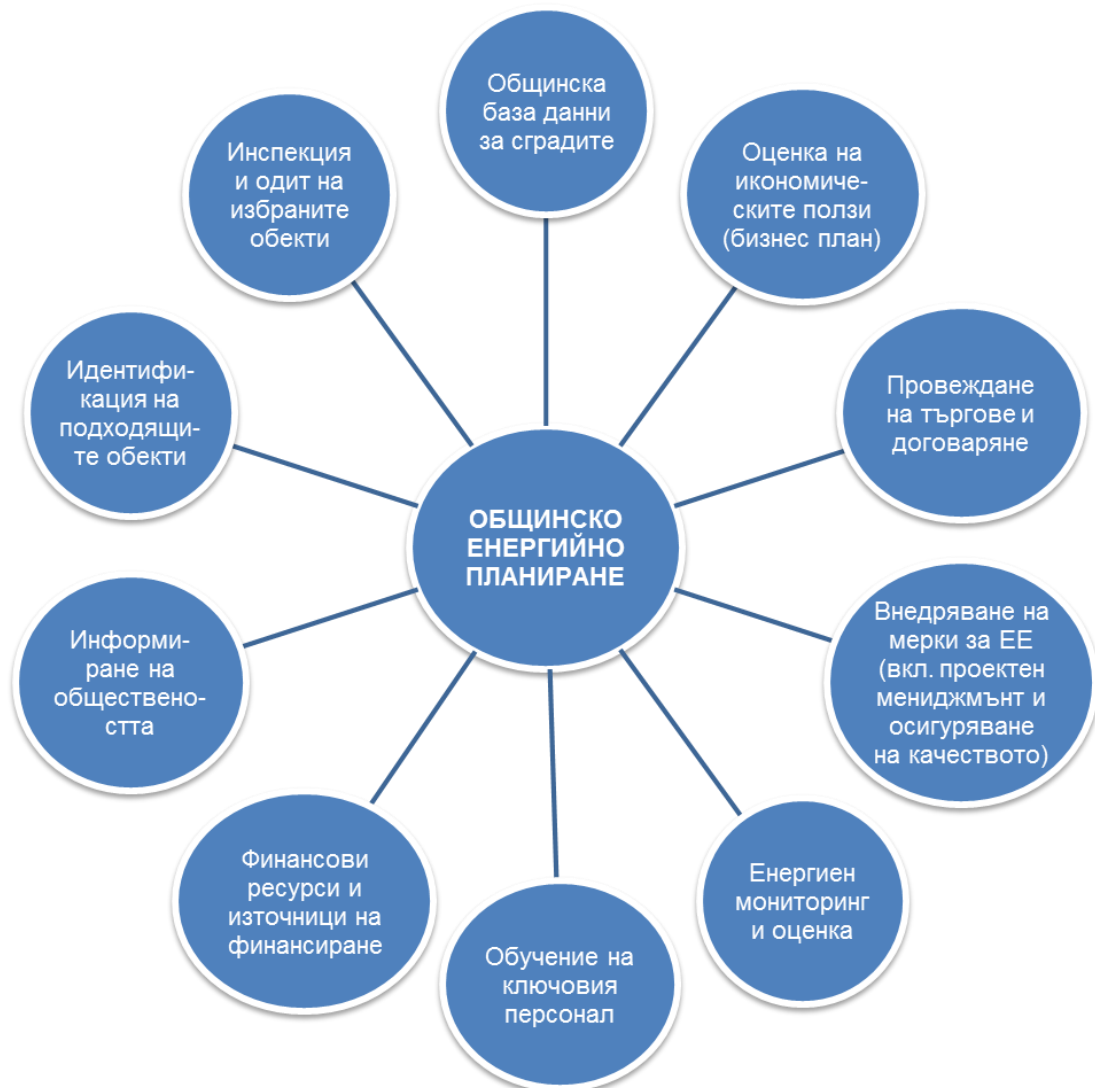 Общинска
база данни
за сградите
Оценка на
икономиче-
ските ползи
(бизнес план)
Провеждане
на търгове и
договаряне
Внедряване на
мерки за ЕЕ
(вкл. проектен
мениджмънт и
осигуряване
на качеството)
Енергиен
мониторинг
и оценка
Обучение на
ключовия
персонал
Финансови
ресурси и
източници на
финансиране
Информи-
ране на
обществено-
стта
Идентифи-
кация на
подходящи-
те обекти
Инспекция
и одит на
избраните
обекти
ОБЩИНСКО
ЕНЕРГИЙНО
ПЛАНИРАНЕ